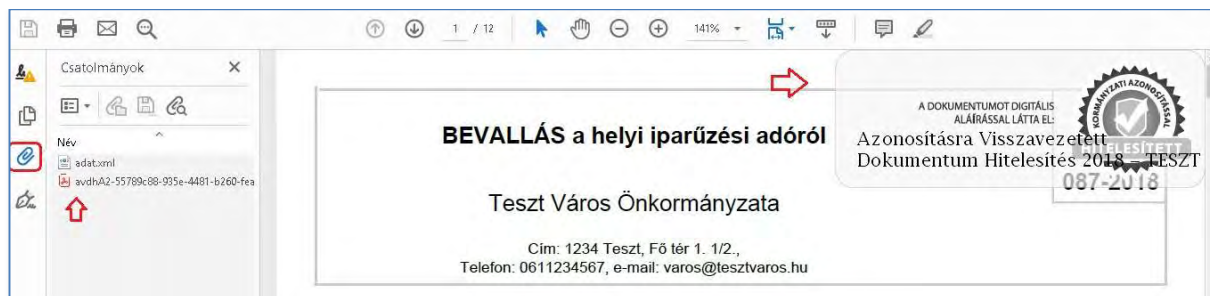 1 / 12
141%
Csatolmányok
Név
adat.xml
avdhA2-55789c88-935e-4481-b260-fea
BEVALLÁS a helyi iparűzési adóról
Teszt Város Önkormányzata
Cím: 1234 Teszt, Fő tér 1. 1/2.,
Telefon: 0611234567, e-mail: varos@tesztvaros.hu
A DOKUMENTUMOT DIGITÁLIS
ALÁÍRÁSSAL LÁTTA EL:
Azonosításra Visszavezetett
Dokumentum Hitelesítés 2018 – TESZT
KORMÁNYZATI AZONOSÍTÁSSAL
HITELESÍTETT
087-2018